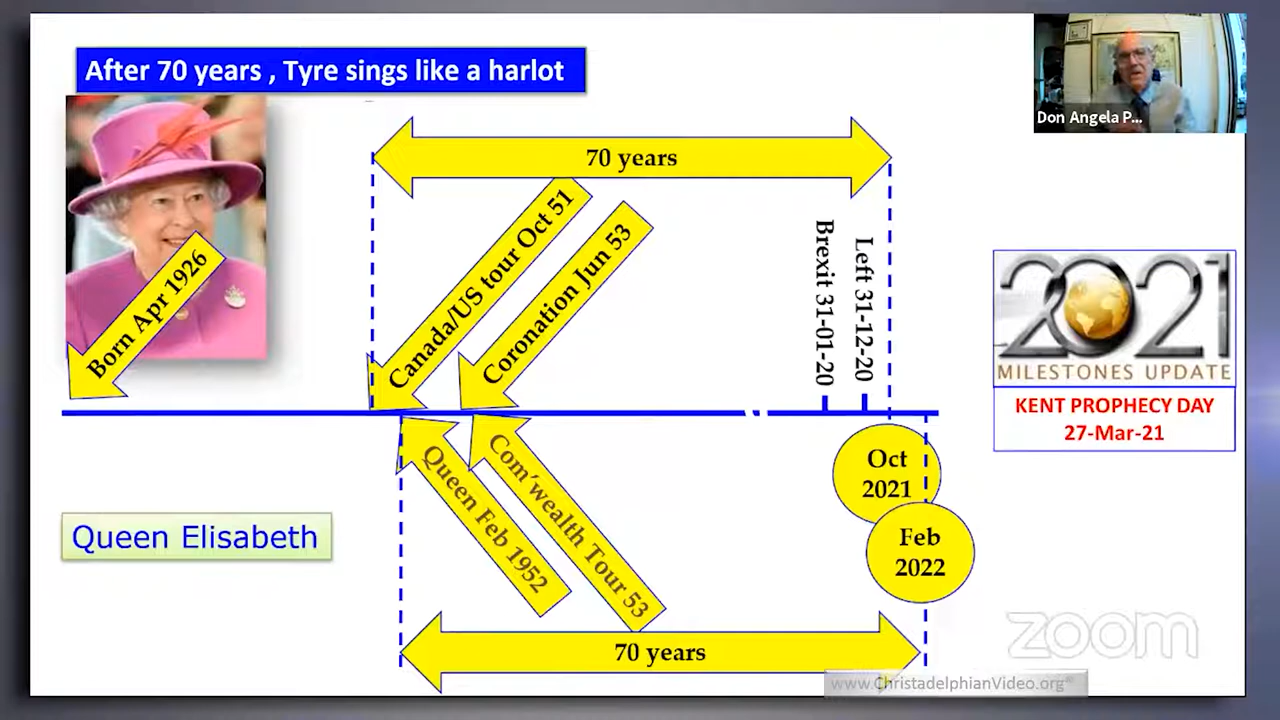 After 70 years , Tyre sings like a harlot
Don Angela P...
70 years
Born Apr 1926
Canada/US tour Oct 51
Coronation Jun 53
Brexit 31-01-20
Left 31-12-20
2021
MILESTONES UPDATE
KENT PROPHECY DAY
27-Mar-21
Queen Feb 1952
Com'wealth Tour 53
Oct
2021
Feb
2022
Queen Elisabeth
70 years
zoom
www.ChristadelphianVideo.org®